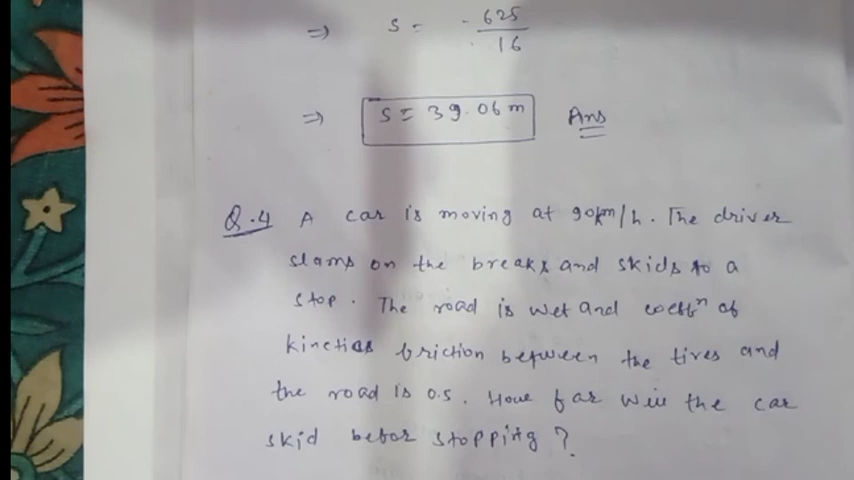 ⇒ S = - 625/16
⇒ S = 39.06 m Ans
Q.4 A car is moving at 90km/h. The driver
slams on the breaks and skids to a
stop. The road is wet and coeffⁿ of
kinetics friction between the tires and
the road is 0.5. How far will the car
skid befor stopping?